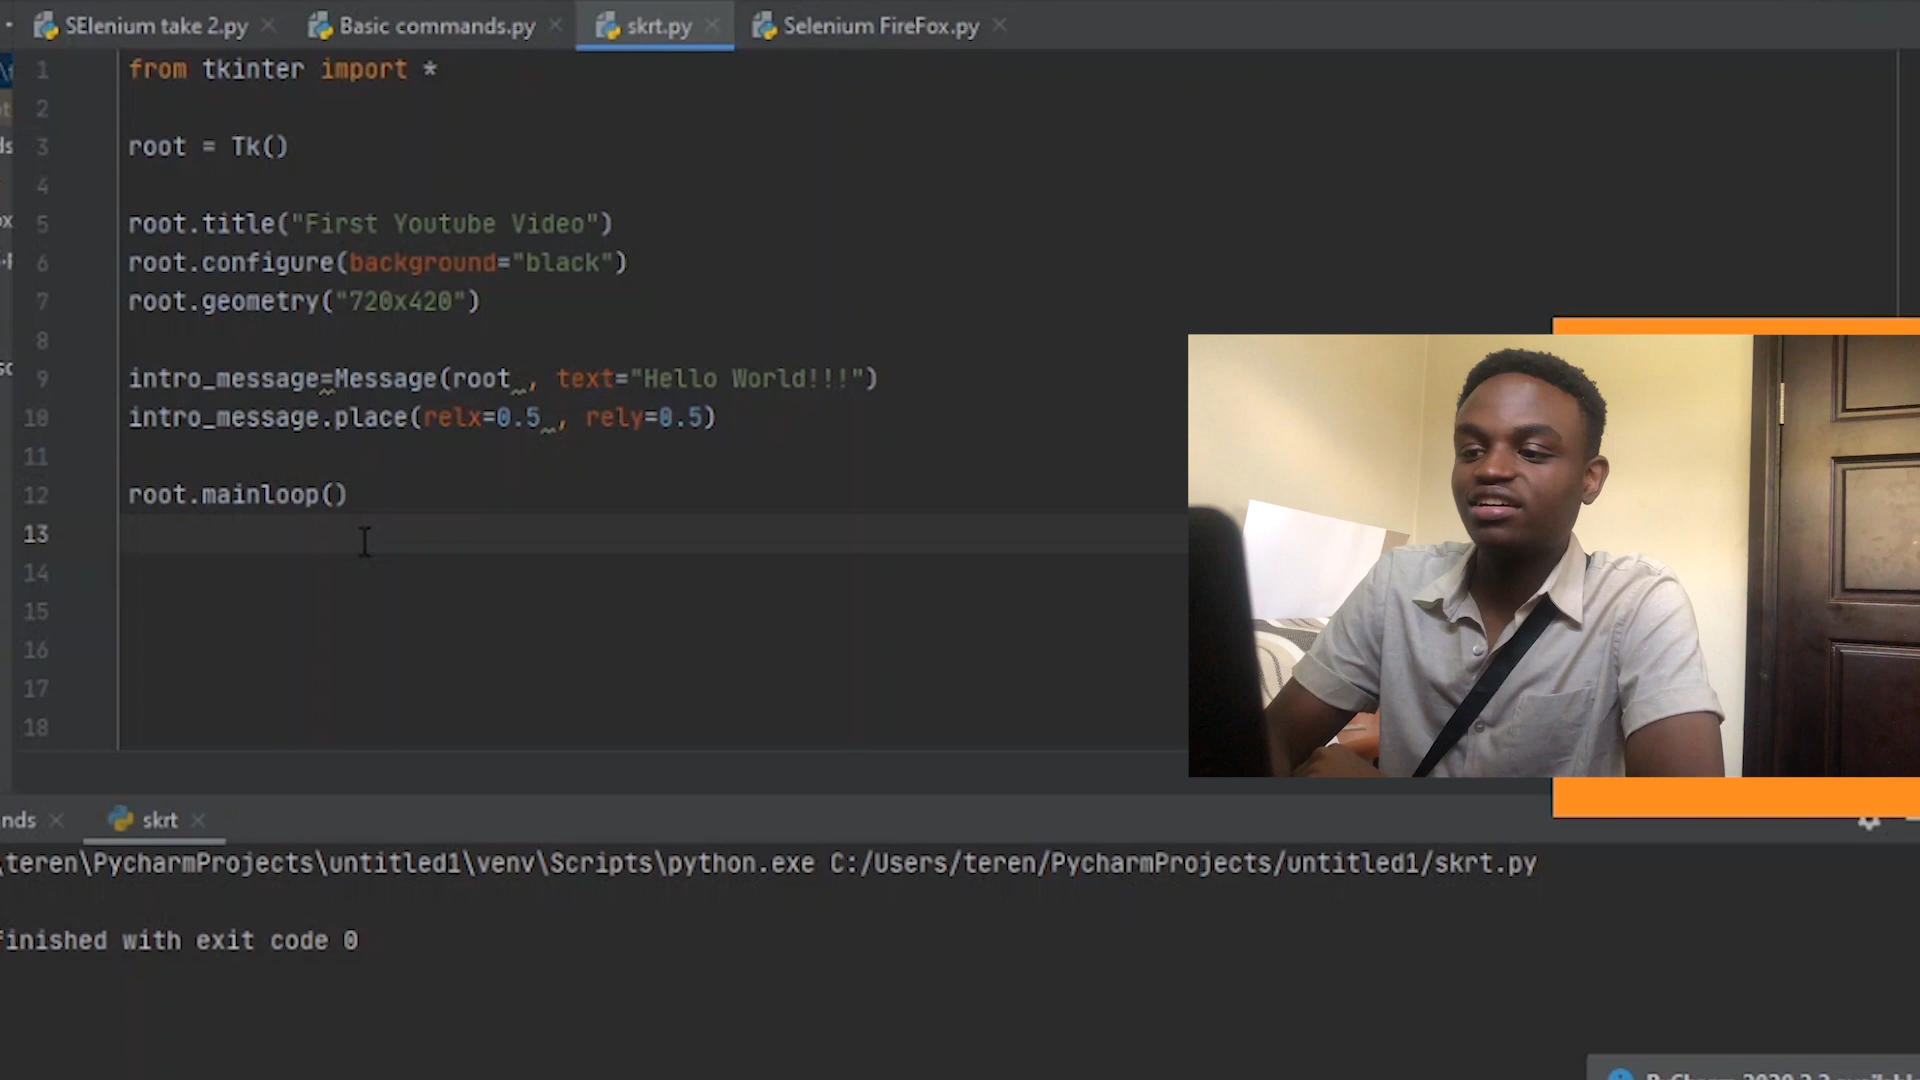 SElenium take 2.py
Basic commands.py
skrt.py
Selenium FireFox.py
1 from tkinter import *
2
3 root = Tk()
4
5 root.title("First Youtube Video")
6 root.configure(background="black")
7 root.geometry("720x420")
8
9 intro_message=Message(root , text="Hello World!!!")
10 intro_message.place(relx=0.5 , rely=0.5)
11
12 root.mainloop()
13
14
15
16
17
18
nds
skrt
\teren\PycharmProjects\untitled1\venv\Scripts\python.exe C:/Users/teren/PycharmProjects/untitled1/skrt.py
finished with exit code 0